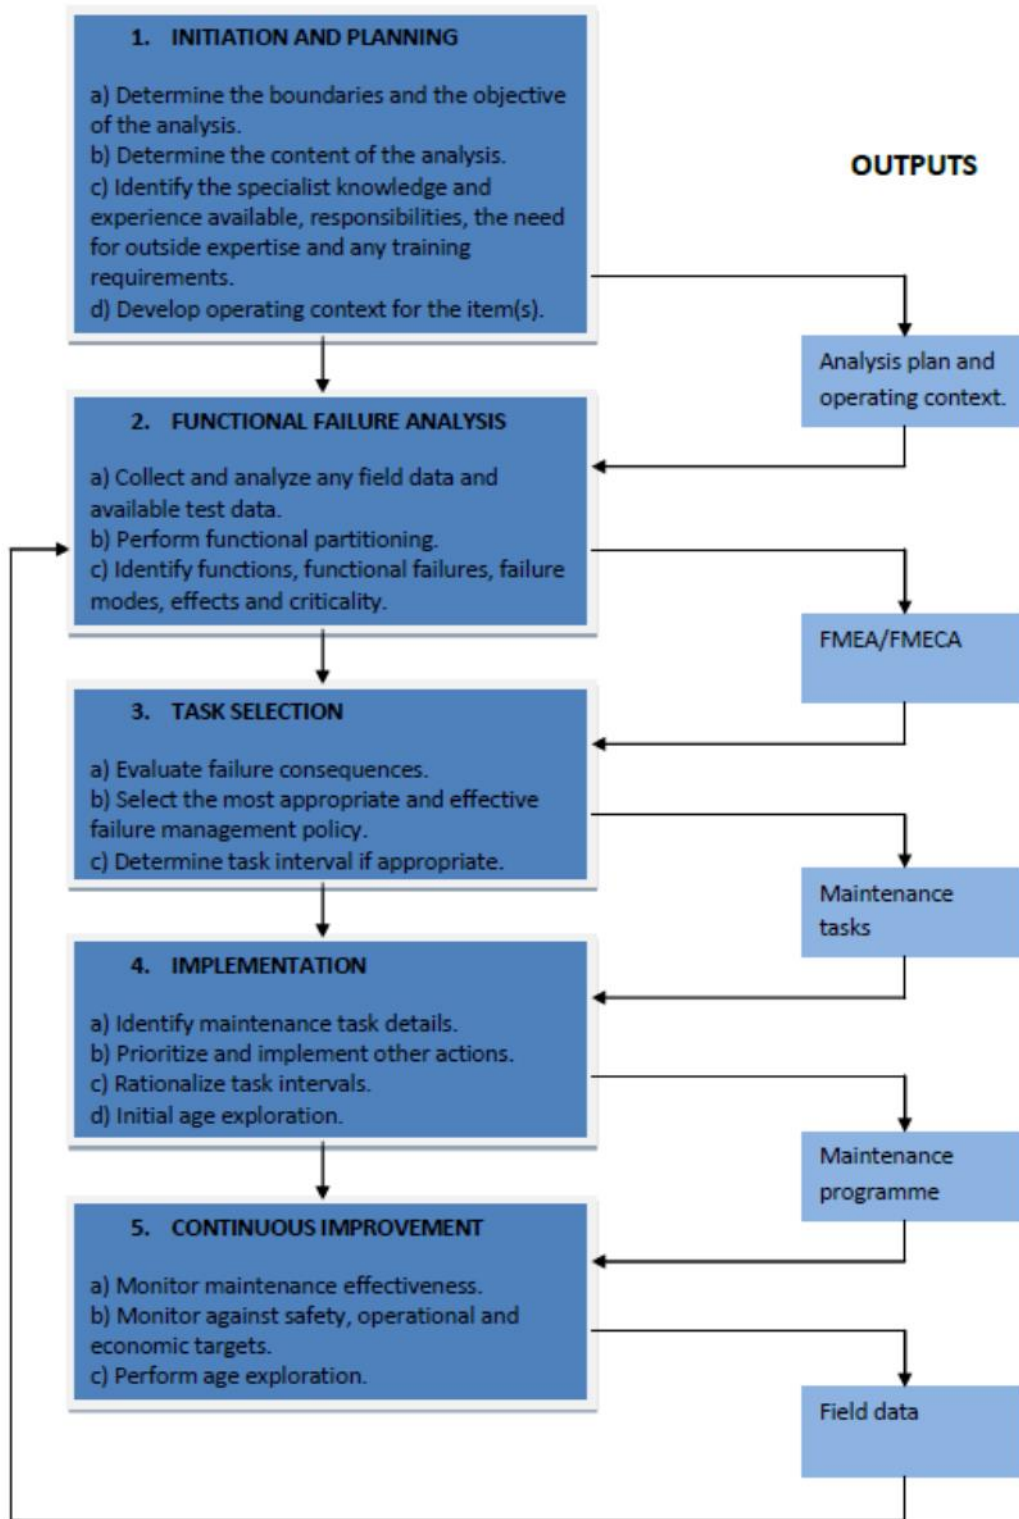 1. INITIATION AND PLANNING
a) Determine the boundaries and the objective
of the analysis.
b) Determine the content of the analysis.
c) Identify the specialist knowledge and
experience available, responsibilities, the need
for outside expertise and any training
requirements.
d) Develop operating context for the item(s).
OUTPUTS
Analysis plan and
operating context.
2. FUNCTIONAL FAILURE ANALYSIS
a) Collect and analyze any field data and
available test data.
b) Perform functional partitioning.
c) Identify functions, functional failures, failure
modes, effects and criticality.
FMEA/FMECA
3. TASK SELECTION
a) Evaluate failure consequences.
b) Select the most appropriate and effective
failure management policy.
c) Determine task interval if appropriate.
Maintenance
tasks
4. IMPLEMENTATION
a) Identify maintenance task details.
b) Prioritize and implement other actions.
c) Rationalize task intervals.
d) Initial age exploration.
Maintenance
programme
5. CONTINUOUS IMPROVEMENT
a) Monitor maintenance effectiveness.
b) Monitor against safety, operational and
economic targets.
c) Perform age exploration.
Field data